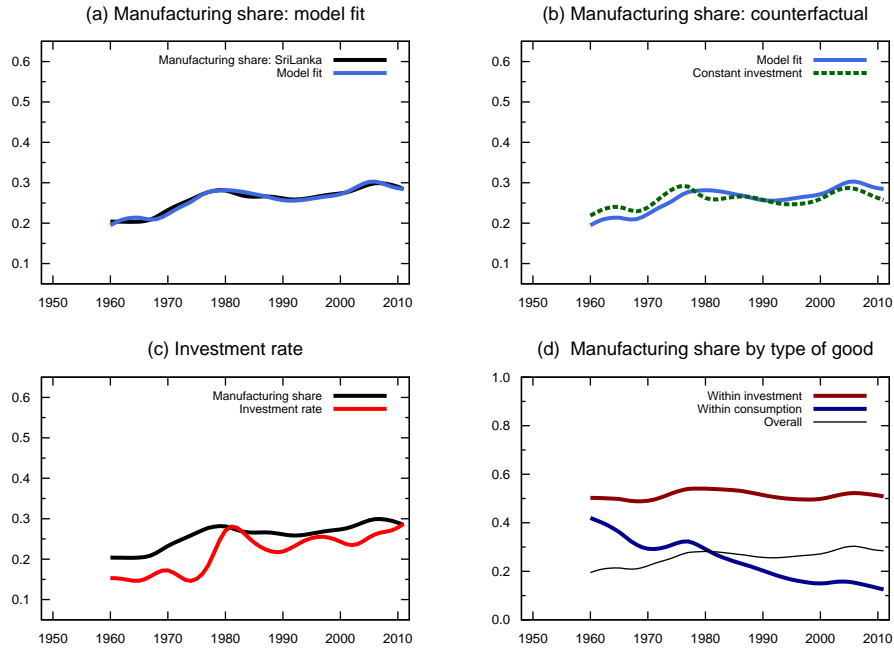 (a) Manufacturing share: model fit
Manufacturing share: SriLanka
Model fit
0.6
0.5
0.4
0.3
0.2
0.1
1950 1960 1970 1980 1990 2000 2010
(b) Manufacturing share: counterfactual
Model fit
Constant investment
0.6
0.5
0.4
0.3
0.2
0.1
1950 1960 1970 1980 1990 2000 2010
(c) Investment rate
Manufacturing share
Investment rate
0.6
0.5
0.4
0.3
0.2
0.1
1950 1960 1970 1980 1990 2000 2010
(d) Manufacturing share by type of good
Within investment
Within consumption
Overall
1.0
0.8
0.6
0.4
0.2
0.0
1950 1960 1970 1980 1990 2000 2010